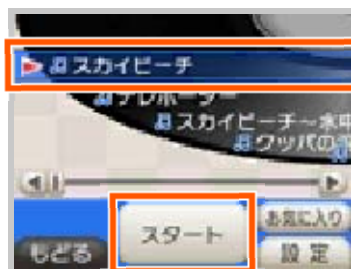 スカイビーチ
テレポーター
スカイビーチ～水中
クッパの
お気に入り
スタート
もどる
設定